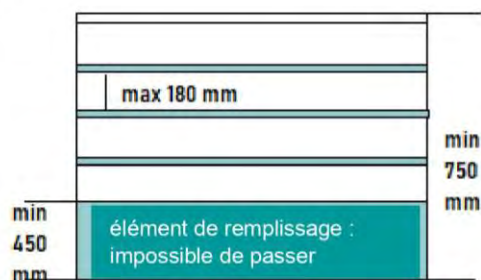 max 180 mm
min
750
mm
min
450
mm
élément de remplissage :
impossible de passer